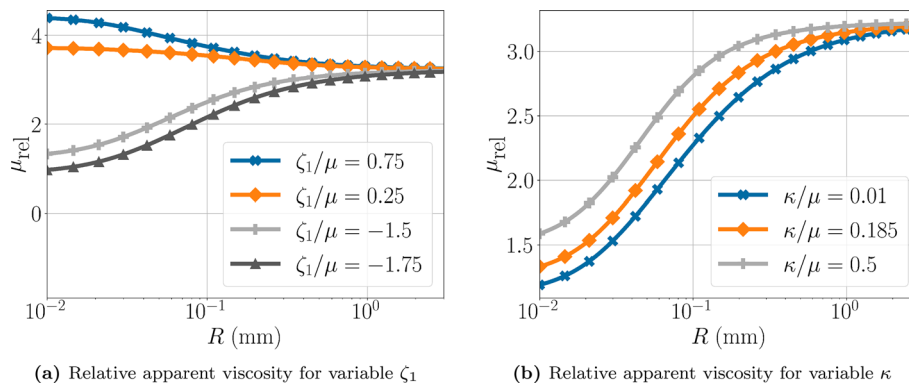 μ_rel
4
2
0
ζ₁/μ = 0.75
ζ₁/μ = 0.25
ζ₁/μ = −1.5
ζ₁/μ = −1.75
10⁻² 10⁻¹ 10⁰
R (mm)
(a) Relative apparent viscosity for variable ζ₁
μ_rel
3.0
2.5
2.0
1.5
κ/μ = 0.01
κ/μ = 0.185
κ/μ = 0.5
10⁻² 10⁻¹ 10⁰
R (mm)
(b) Relative apparent viscosity for variable κ